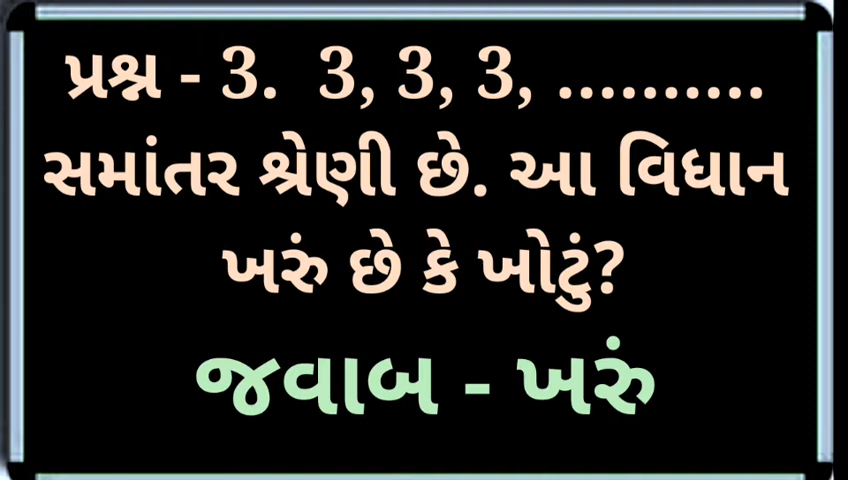 પ્રશ્ન - 3. 3, 3, 3, ..........
સમાંતર શ્રેણી છે. આ વિધાન
ખરું છે કે ખોટું?
જવાબ - ખરું